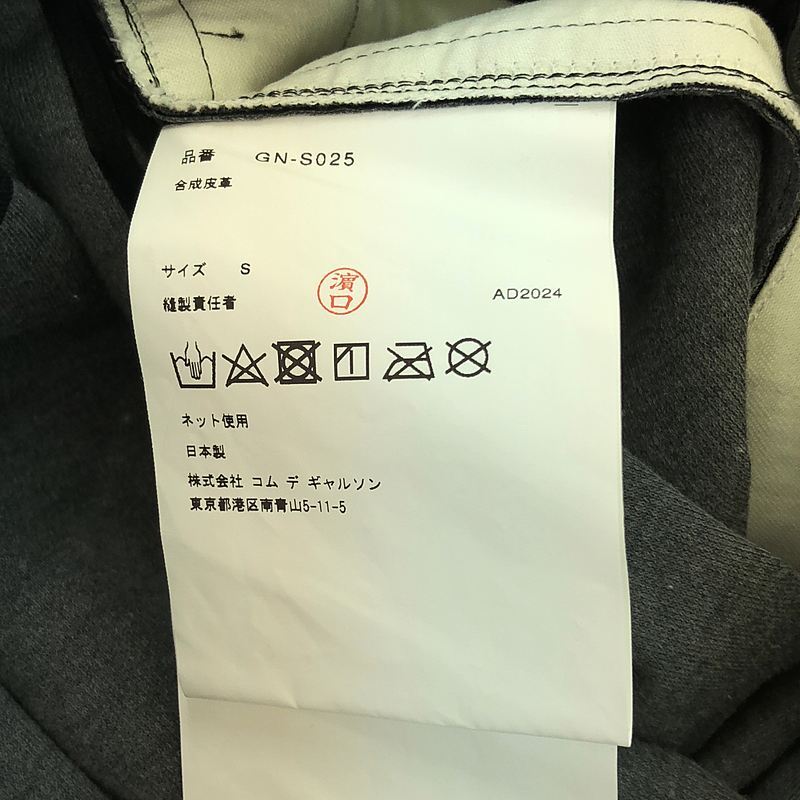 品番 GN-S025
合成皮革
サイズ S
縫製責任者 濱口 AD2024
ネット使用
日本製
株式会社 コム デ ギャルソン
東京都港区南青山5-11-5